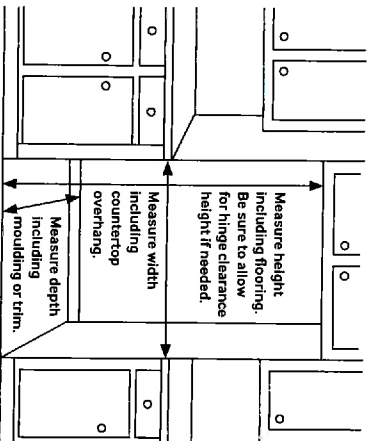 Measure height
including flooring.
Be sure to allow
for hinge clearance
height if needed.
Measure width
including
countertop
overhang.
Measure depth
including
moulding or trim.